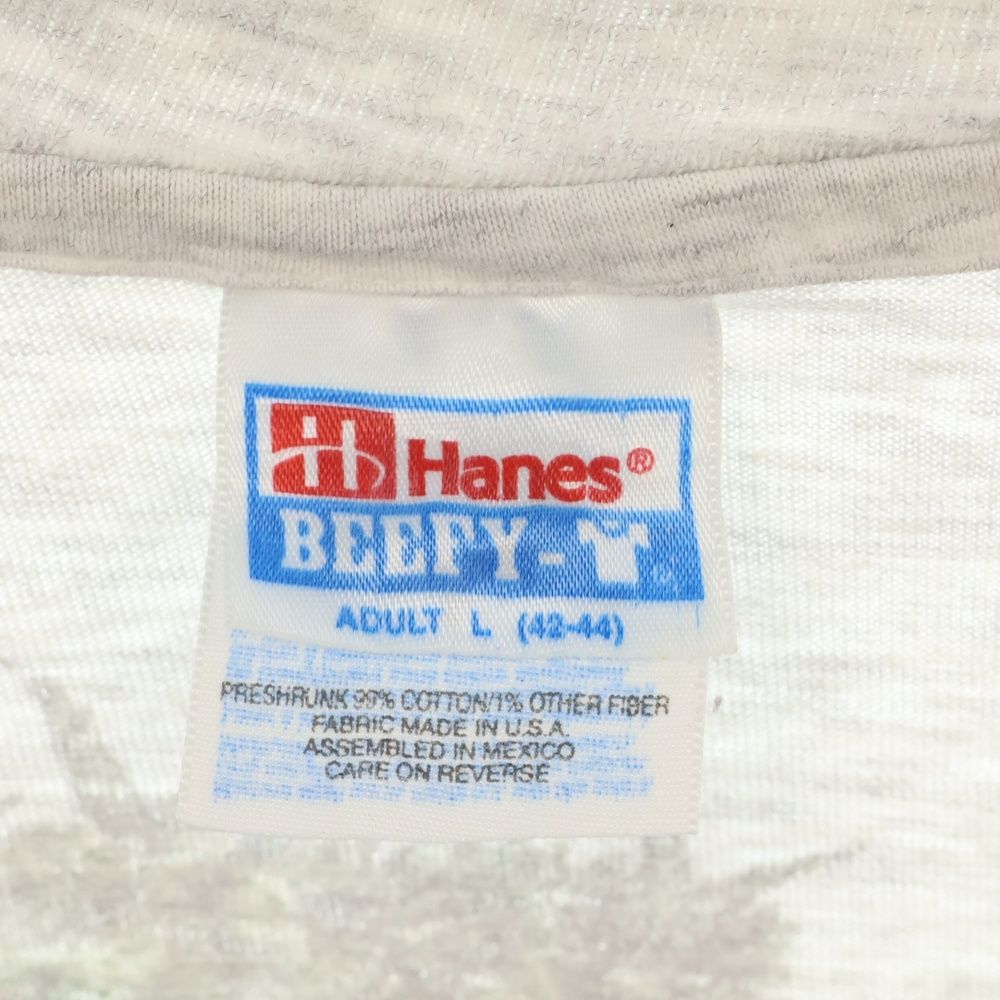 Hanes®
BEEFY-
ADULT L (42-44)
PRESHRUNK 99% COTTON/1% OTHER FIBER
FABRIC MADE IN U.S.A.
ASSEMBLED IN MEXICO
CARE ON REVERSE